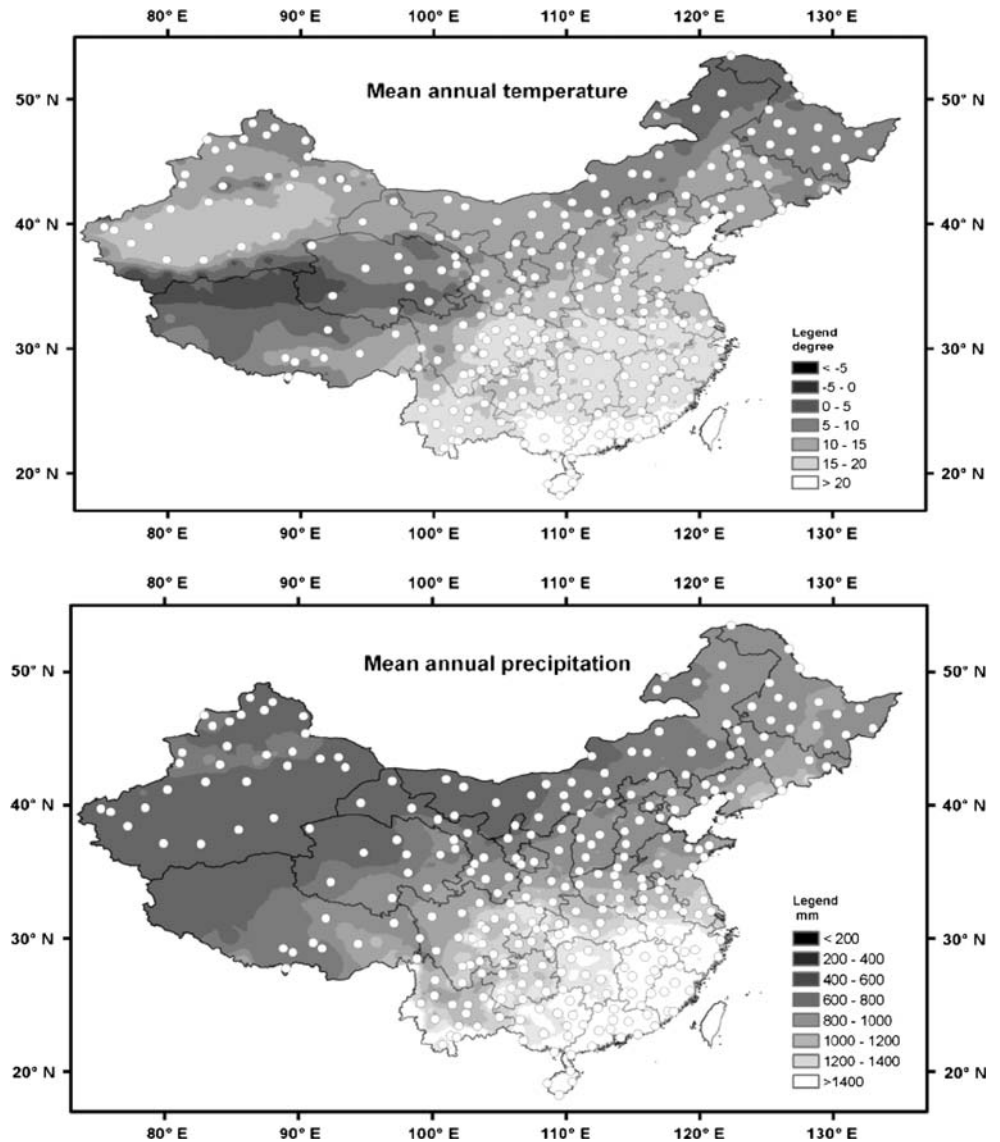 80° E 90° E 100° E 110° E 120° E 130° E
Mean annual temperature
50° N 50° N
40° N 40° N
30° N 30° N
20° N 20° N
Legend
degree
< -5
-5 - 0
0 - 5
5 - 10
10 - 15
15 - 20
> 20
80° E 90° E 100° E 110° E 120° E 130° E
80° E 90° E 100° E 110° E 120° E 130° E
Mean annual precipitation
50° N 50° N
40° N 40° N
30° N 30° N
20° N 20° N
Legend
mm
< 200
200 - 400
400 - 600
600 - 800
800 - 1000
1000 - 1200
1200 - 1400
>1400
80° E 90° E 100° E 110° E 120° E 130° E